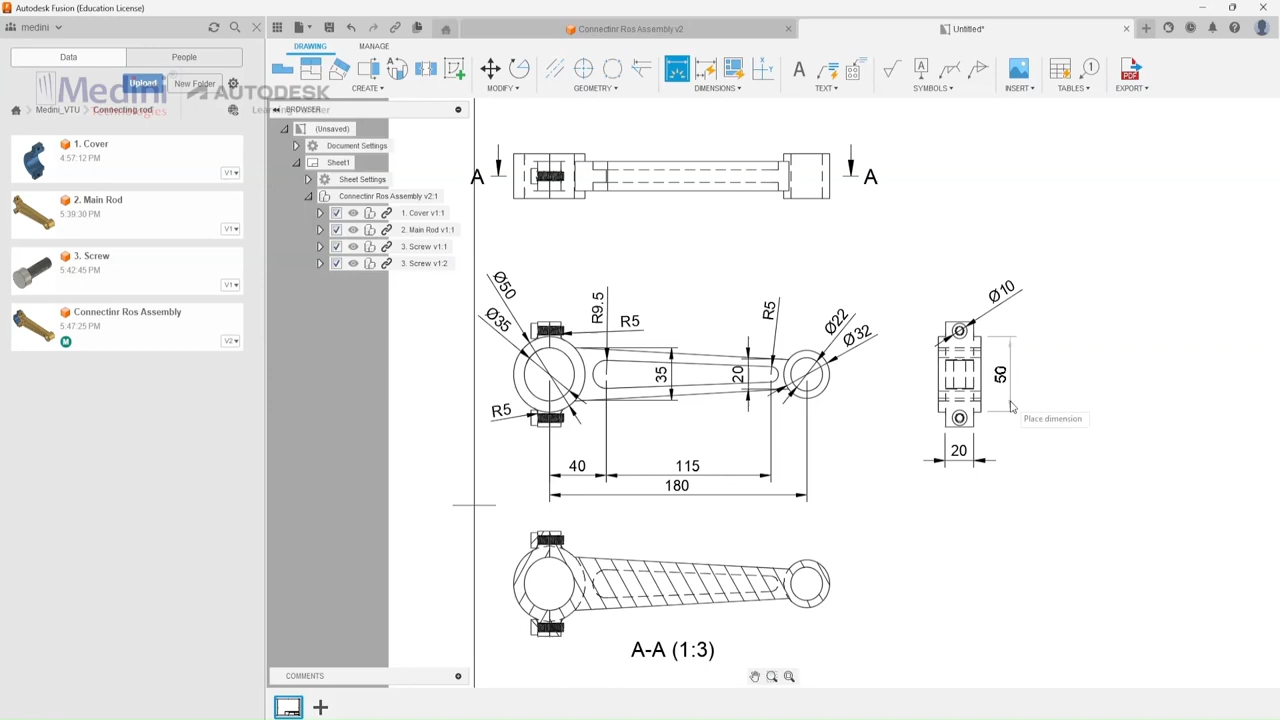 Autodesk Fusion (Education License)
medini
Connectinr Ros Assembly v2
Untitled*
Data
People
DRAWING
MANAGE
Upload
New Folder
Medini
AUTODESK
Technologies
Medini_VTU
Connecting rod
CREATE
MODIFY
GEOMETRY
DIMENSIONS
TEXT
SYMBOLS
INSERT
TABLES
EXPORT
BROWSER
(Unsaved)
Document Settings
Sheet1
Sheet Settings
Connectinr Ros Assembly v2:1
1. Cover v1:1
2. Main Rod v1:1
3. Screw v1:1
3. Screw v1:2
1. Cover
4:57:12 PM
V1
2. Main Rod
5:39:30 PM
V1
3. Screw
5:42:45 PM
V1
Connectinr Ros Assembly
5:47:25 PM
M
V2
A
A
Ø50
Ø35
R9.5
R5
R5
Ø22
Ø32
Ø10
35
20
50
R5
Place dimension
20
40
115
180
A-A (1:3)
COMMENTS